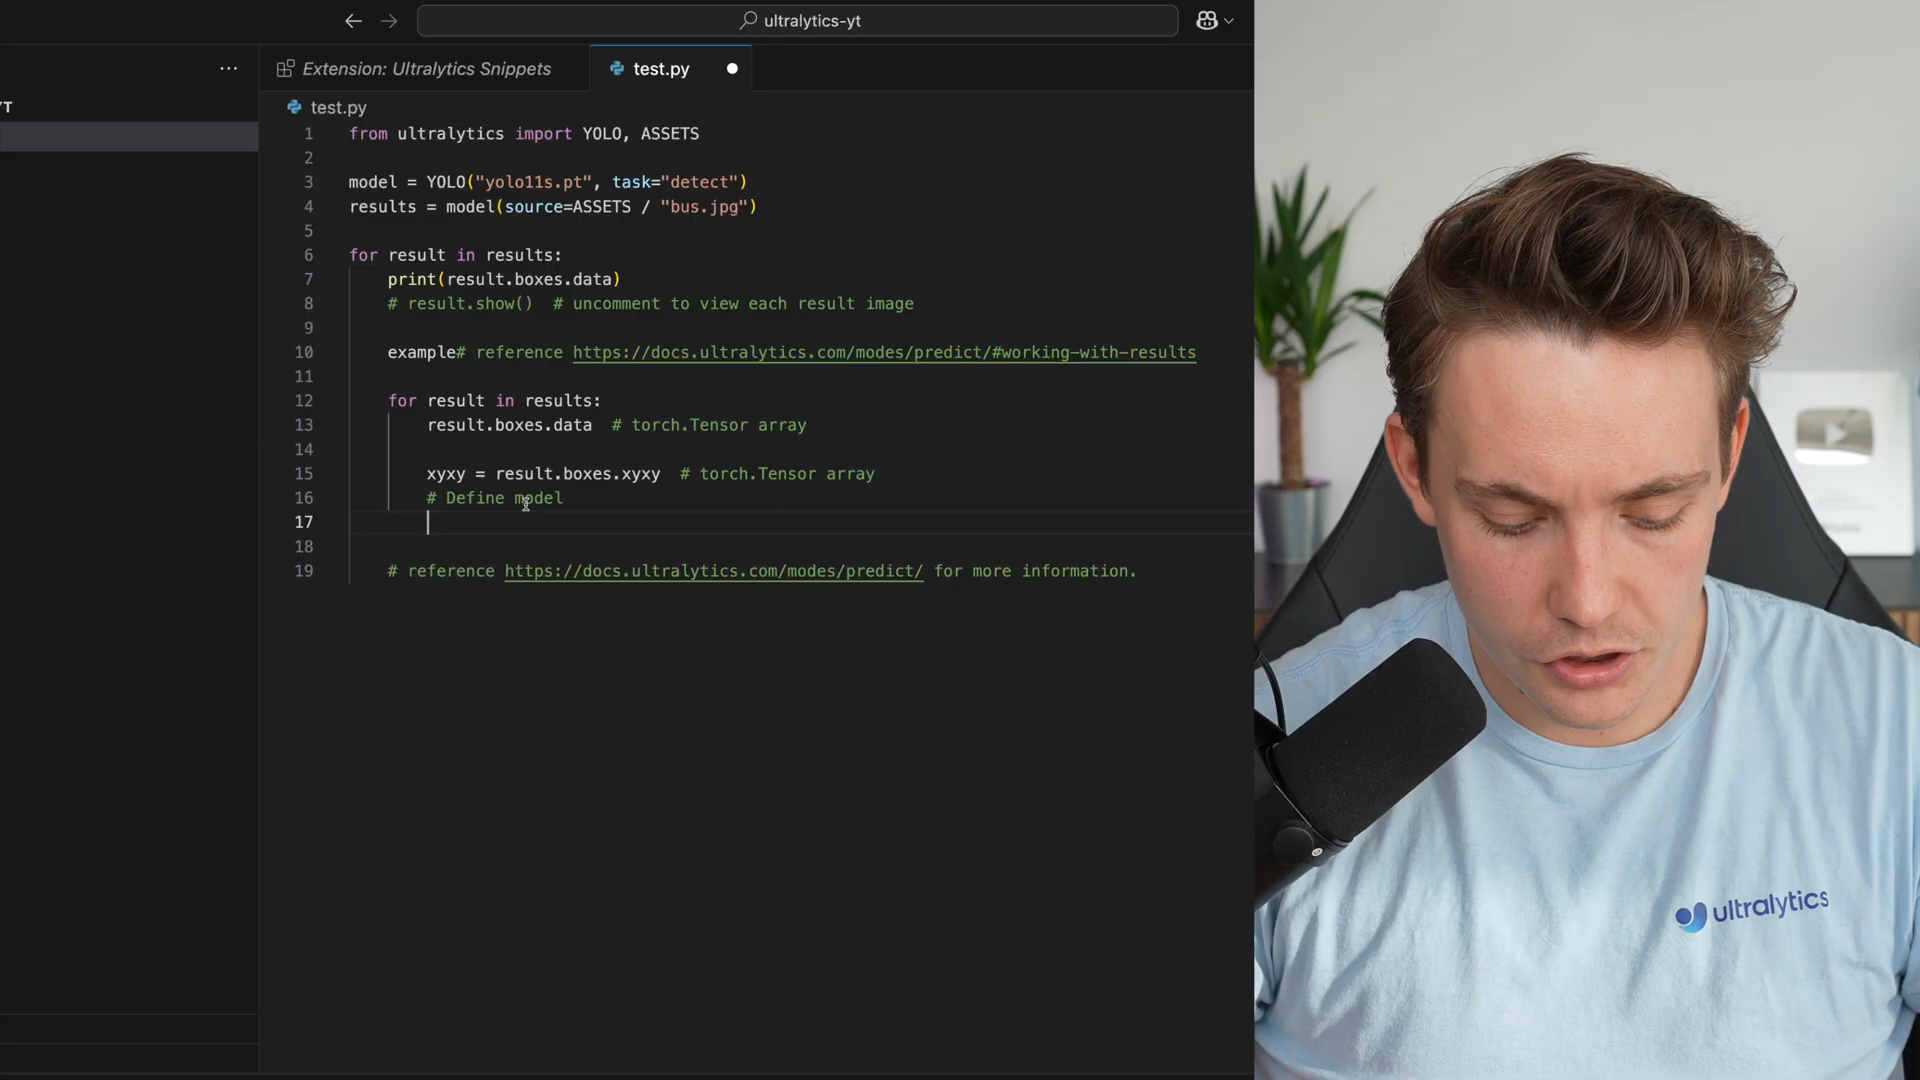 ultralytics-yt
YT
Extension: Ultralytics Snippets
test.py
test.py
1 from ultralytics import YOLO, ASSETS
2
3 model = YOLO("yolo11s.pt", task="detect")
4 results = model(source=ASSETS / "bus.jpg")
5
6 for result in results:
7 print(result.boxes.data)
8 # result.show() # uncomment to view each result image
9
10 example# reference https://docs.ultralytics.com/modes/predict/#working-with-results
11
12 for result in results:
13 result.boxes.data # torch.Tensor array
14
15 xyxy = result.boxes.xyxy # torch.Tensor array
16 # Define model
17
18
19 # reference https://docs.ultralytics.com/modes/predict/ for more information.
ultralytics